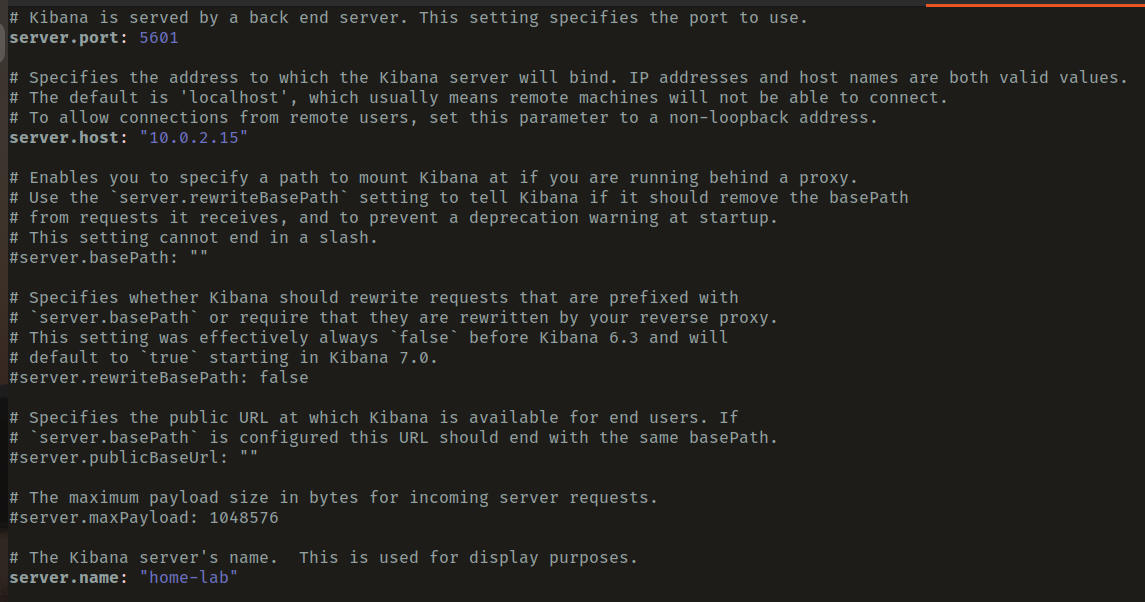 # Kibana is served by a back end server. This setting specifies the port to use.
server.port: 5601
# Specifies the address to which the Kibana server will bind. IP addresses and host names are both valid values.
# The default is 'localhost', which usually means remote machines will not be able to connect.
# To allow connections from remote users, set this parameter to a non-loopback address.
server.host: "10.0.2.15"
# Enables you to specify a path to mount Kibana at if you are running behind a proxy.
# Use the `server.rewriteBasePath` setting to tell Kibana if it should remove the basePath
# from requests it receives, and to prevent a deprecation warning at startup.
# This setting cannot end in a slash.
#server.basePath: ""
# Specifies whether Kibana should rewrite requests that are prefixed with
# `server.basePath` or require that they are rewritten by your reverse proxy.
# This setting was effectively always `false` before Kibana 6.3 and will
# default to `true` starting in Kibana 7.0.
#server.rewriteBasePath: false
# Specifies the public URL at which Kibana is available for end users. If
# `server.basePath` is configured this URL should end with the same basePath.
#server.publicBaseUrl: ""
# The maximum payload size in bytes for incoming server requests.
#server.maxPayload: 1048576
# The Kibana server's name.  This is used for display purposes.
server.name: "home-lab"